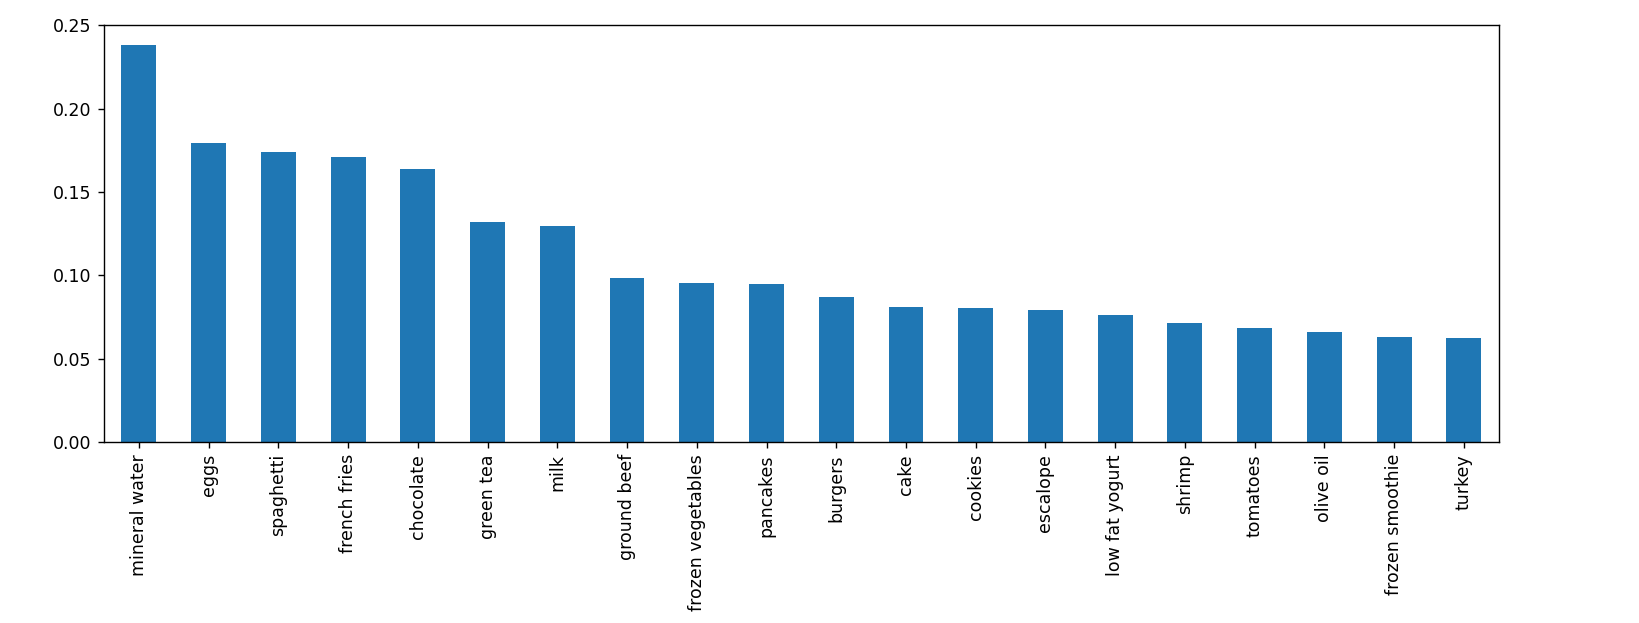 0.25
0.20
0.15
0.10
0.05
0.00
mineral water
eggs
spaghetti
french fries
chocolate
green tea
milk
ground beef
frozen vegetables
pancakes
burgers
cake
cookies
escalope
low fat yogurt
shrimp
tomatoes
olive oil
frozen smoothie
turkey